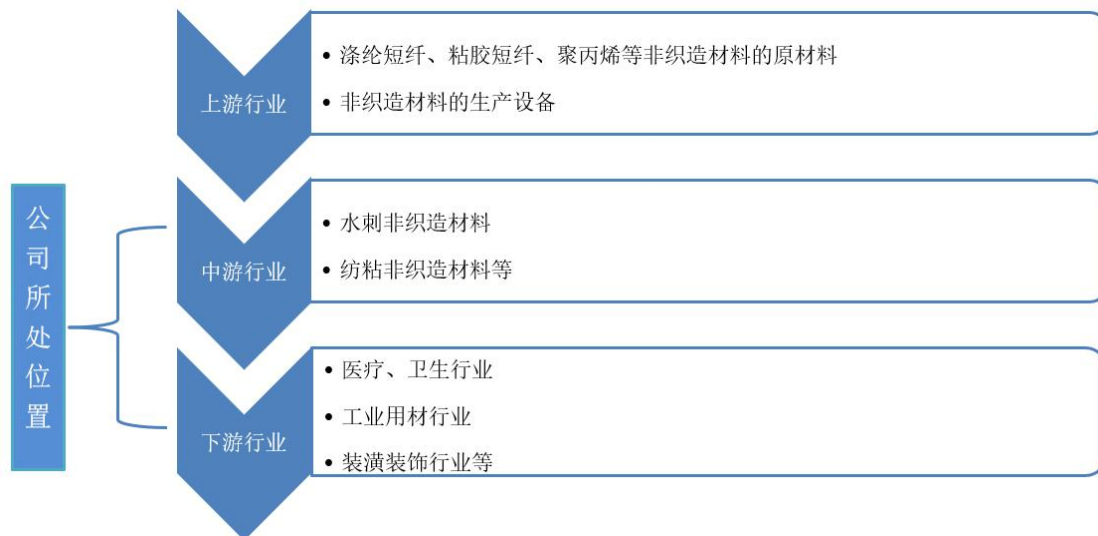 上游行业
• 涤纶短纤、粘胶短纤、聚丙烯等非织造材料的原材料
• 非织造材料的生产设备
公司所处位置
中游行业
• 水刺非织造材料
• 纺粘非织造材料等
下游行业
• 医疗、卫生行业
• 工业用材行业
• 装潢装饰行业等